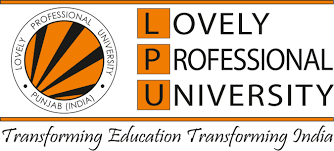 LOVELY PROFESSIONAL UNIVERSITY
PUNJAB (INDIA)
LOVELY
PROFESSIONAL
UNIVERSITY
Transforming Education Transforming India